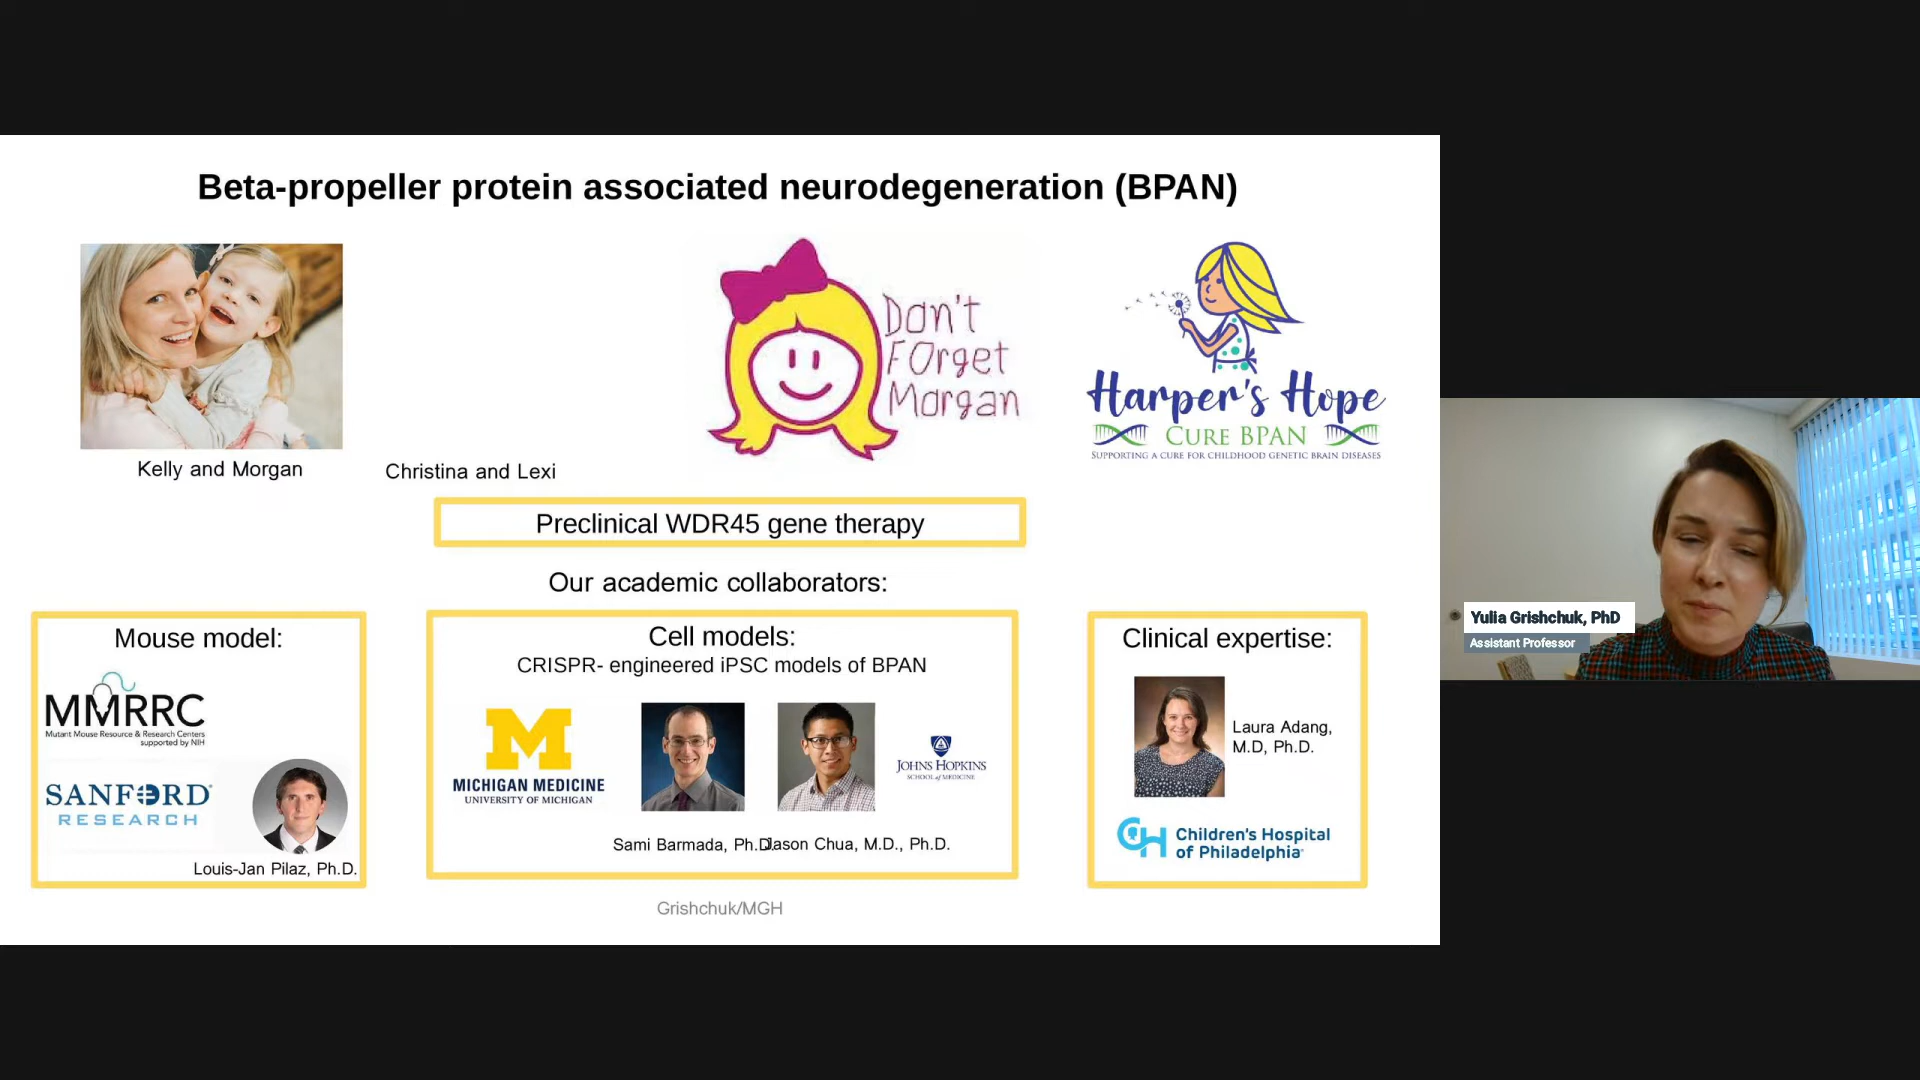 Beta-propeller protein associated neurodegeneration (BPAN)
Don't
FOrget
Morgan
Harper's Hope
CURE BPAN
SUPPORTING A CURE FOR CHILDHOOD GENETIC BRAIN DISEASES
Kelly and Morgan
Christina and Lexi
Preclinical WDR45 gene therapy
Our academic collaborators:
Mouse model:
MMRRC
Mutant Mouse Resource & Research Centers
supported by NIH
SANFORD
RESEARCH
Louis-Jan Pilaz, Ph.D.
Cell models:
CRISPR- engineered iPSC models of BPAN
M
MICHIGAN MEDICINE
UNIVERSITY OF MICHIGAN
JOHNS HOPKINS
SCHOOL of MEDICINE
Sami Barmada, Ph.D.
Jason Chua, M.D., Ph.D.
Clinical expertise:
Laura Adang,
M.D, Ph.D.
CH Children's Hospital
of Philadelphia
Grishchuk/MGH
Yulia Grishchuk, PhD
Assistant Professor